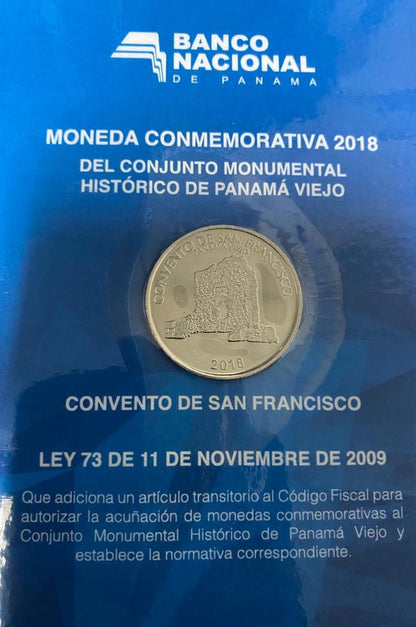 BANCO
NACIONAL
DE PANAMA
MONEDA CONMEMORATIVA 2018
DEL CONJUNTO MONUMENTAL
HISTÓRICO DE PANAMÁ VIEJO
CONVENTO DE SAN FRANCISCO
PANAMÁ VIEJO
2018
CONVENTO DE SAN FRANCISCO
LEY 73 DE 11 DE NOVIEMBRE DE 2009
Que adiciona un artículo transitorio al Código Fiscal para
autorizar la acuñación de monedas conmemorativas al
Conjunto Monumental Histórico de Panamá Viejo y
establece la normativa correspondiente.